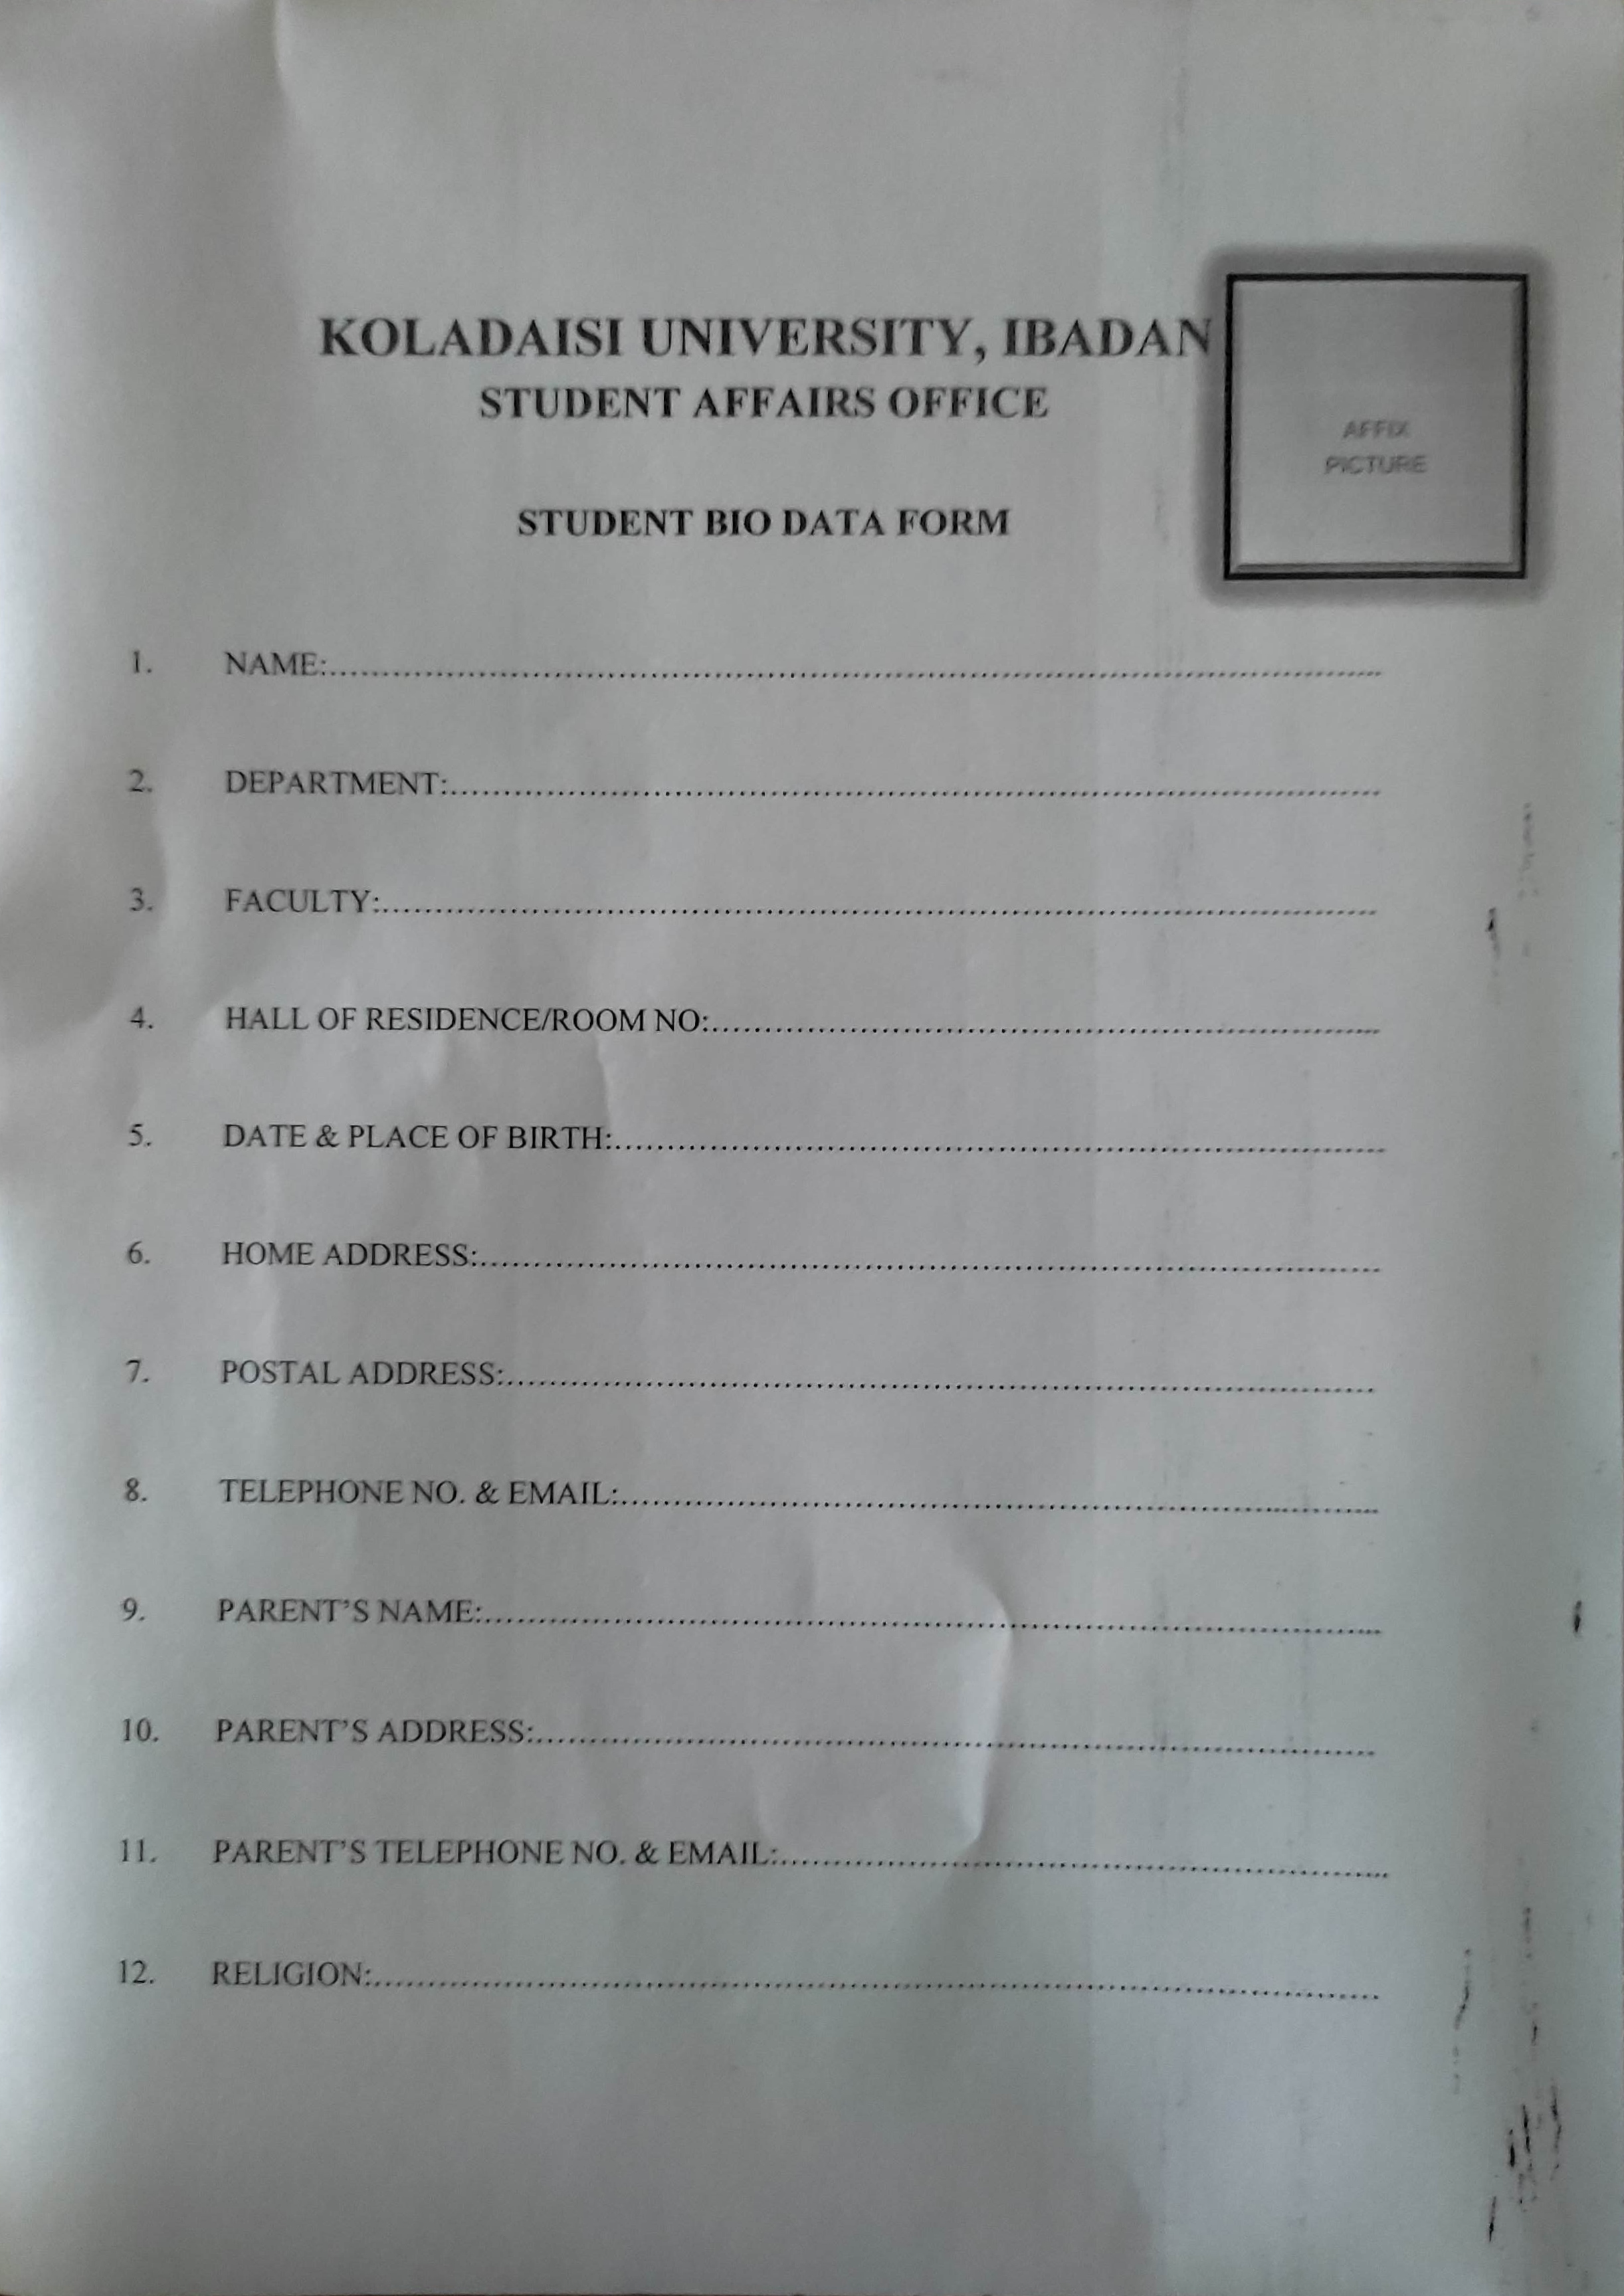 KOLADAISI UNIVERSITY, IBADAN
STUDENT AFFAIRS OFFICE
AFFIX
PICTURE
STUDENT BIO DATA FORM
1. NAME:..........................................................................................
2. DEPARTMENT:..........................................................................................
3. FACULTY:..........................................................................................
4. HALL OF RESIDENCE/ROOM NO:..........................................................................................
5. DATE & PLACE OF BIRTH:..........................................................................................
6. HOME ADDRESS:..........................................................................................
7. POSTAL ADDRESS:..........................................................................................
8. TELEPHONE NO. & EMAIL:..........................................................................................
9. PARENT’S NAME:..........................................................................................
10. PARENT’S ADDRESS:..........................................................................................
11. PARENT’S TELEPHONE NO. & EMAIL:..........................................................................................
12. RELIGION:..........................................................................................